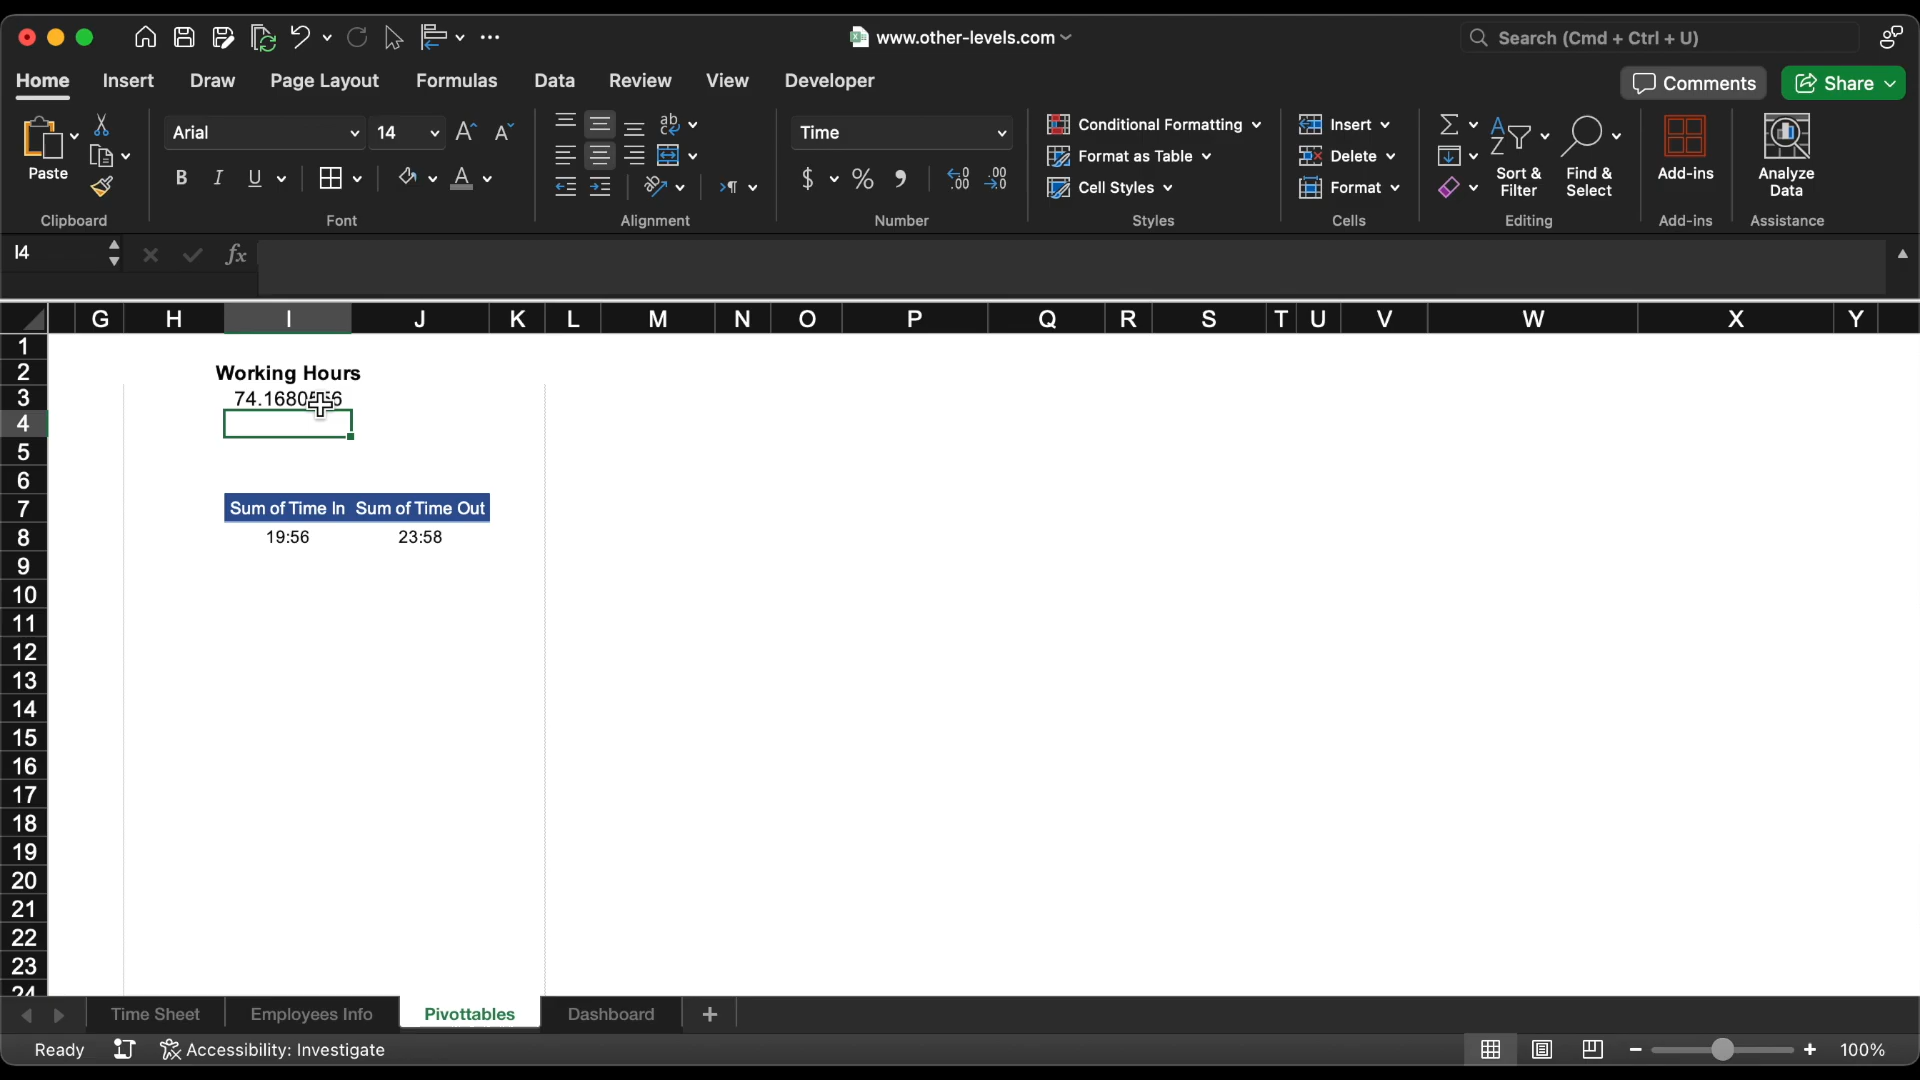 www.other-levels.com
Search (Cmd + Ctrl + U)
Home Insert Draw Page Layout Formulas Data Review View Developer
Comments Share
Paste
Clipboard
Arial 14
B I U A
Font
ab
Alignment
Time
$ % 9
Number
Conditional Formatting
Format as Table
Cell Styles
Styles
Insert
Delete
Format
Cells
Sort & Filter
Find & Select
Editing
Add-ins
Add-ins
Analyze Data
Assistance
I4 fx
G H I J K L M N O P Q R S T U V W X Y
1
2 Working Hours
3
4
5
6
7 Sum of Time In Sum of Time Out
8 19:56 23:58
9
10
11
12
13
14
15
16
17
18
19
20
21
22
23
24
Time Sheet Employees Info Pivottables Dashboard +
Ready Accessibility: Investigate
100%